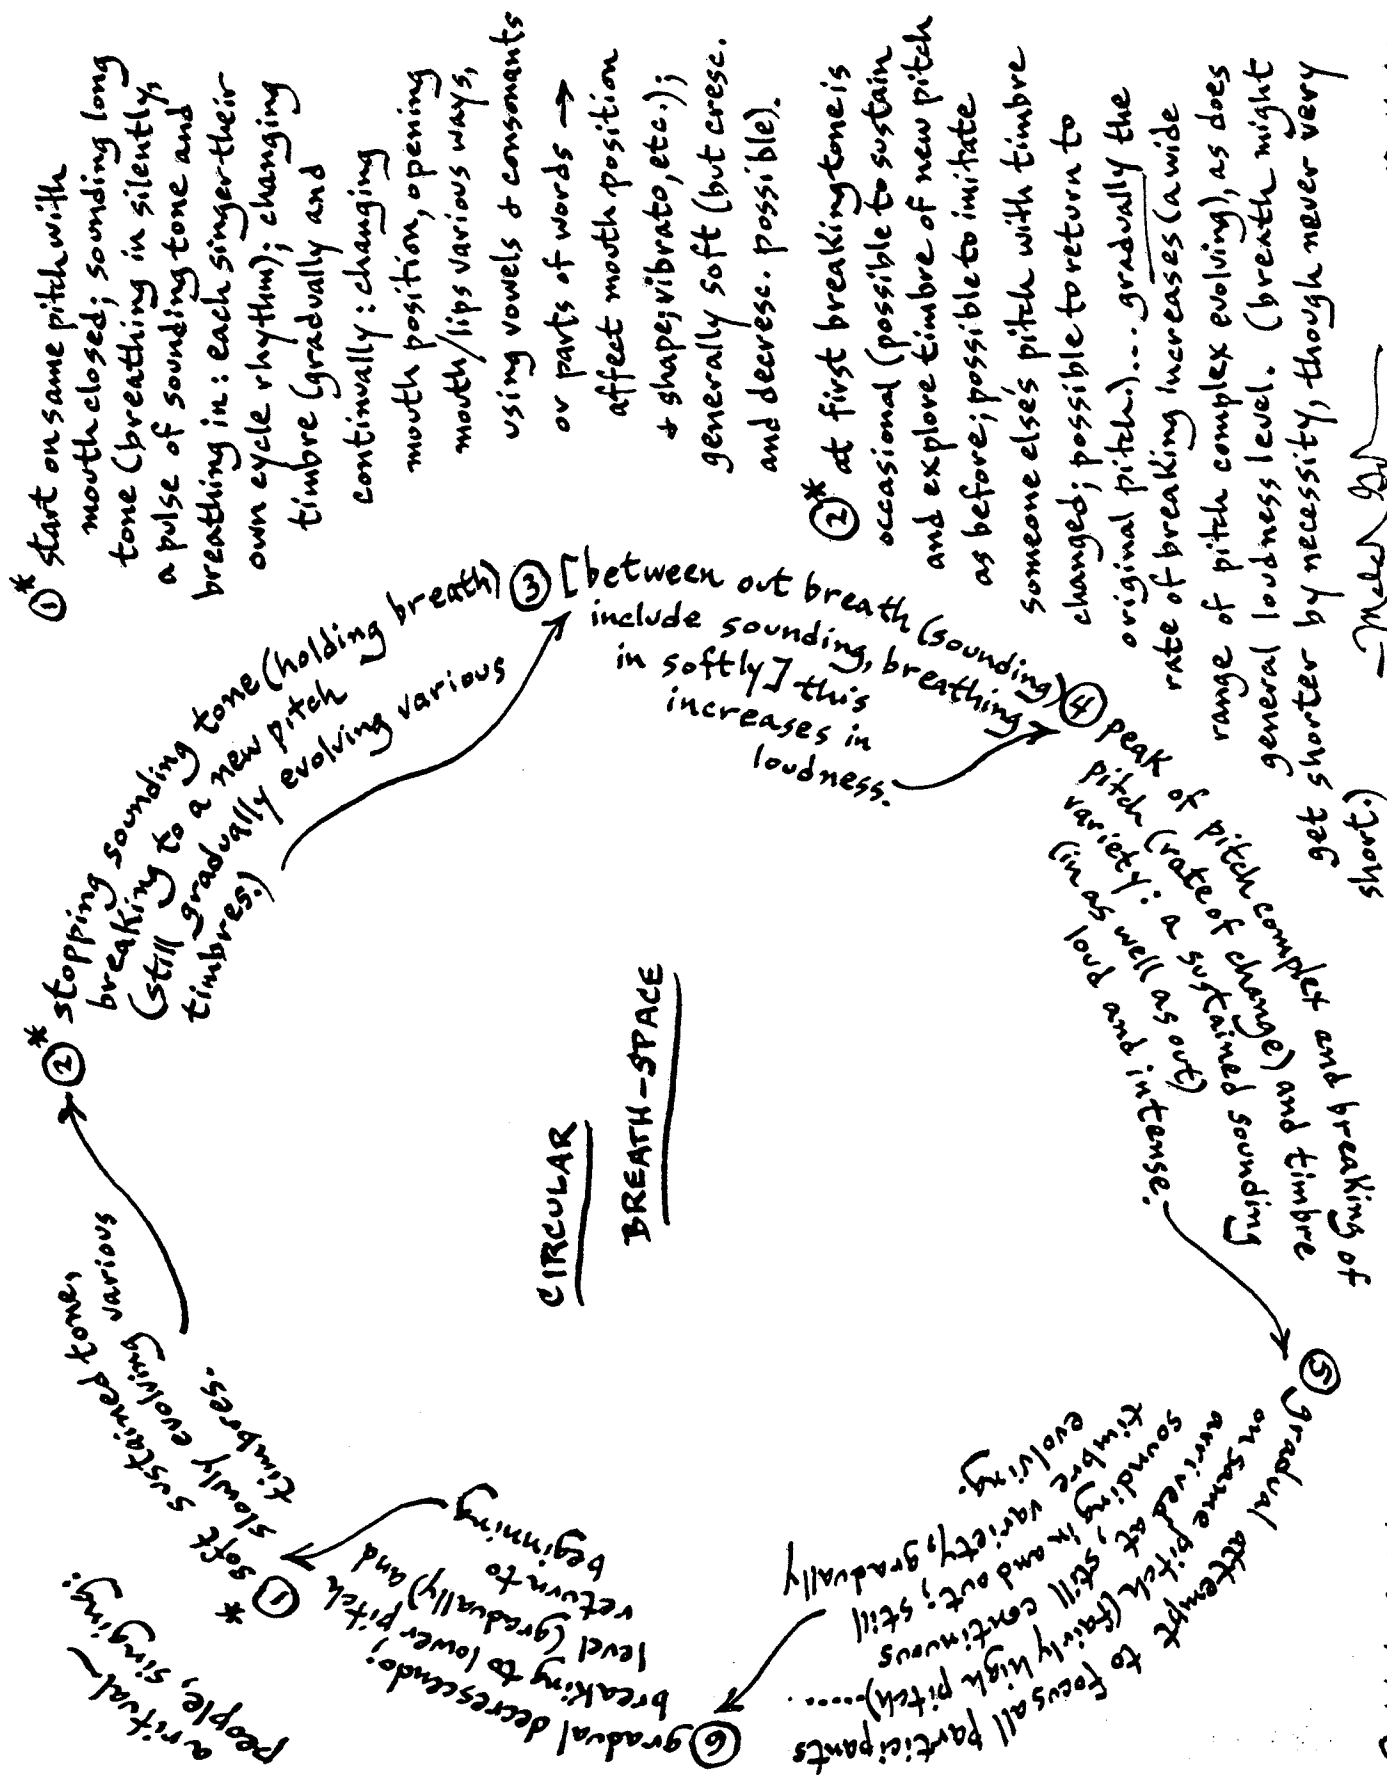 a ritual~
people, singing:
CIRCULAR
BREATH-SPACE
*
① soft sustained tone,
slowly evolving various
timbres.
*
② stopping sounding tone (holding breath)
breaking to a new pitch
(still gradually evolving various
timbres.)
③ [between out breath (sounding)
include sounding, breathing
in softly] this
increases in
loudness.
④ peak of pitch complex and breaking of
pitch (rate of change) and timbre
variety: a sustained sounding
(in as well as out)
loud and intense.
⑤ gradual attempt to focus all participants
on same pitch (fairly high pitch).....
arrived at, still continuous
sounding in and out; still
timbre variety, gradually
evolving.
⑥ gradual decrescendo;
breaking to lower pitch
level (gradually) and
return to
beginning
*
① start on same pitch with
mouth closed; sounding long
tone (breathing in silently,
a pulse of sounding tone and
breathing in: each singer their
own cycle rhythm); changing
timbre (gradually and
continually: changing
mouth position, opening
mouth/lips various ways,
using vowels & consonants
or parts of words →
affect mouth position
& shape; vibrato, etc.);
generally soft (but cresc.
and decresc. possible).
*
② at first breaking tone is
occasional (possible to sustain
and explore timbre of new pitch
as before; possible to imitate
someone else's pitch with timbre
changed; possible to return to
original pitch)... gradually the
rate of breaking increases (a wide
range of pitch complex evolving), as does
general loudness level. (breath might
get shorter by necessity, though never very
short.)